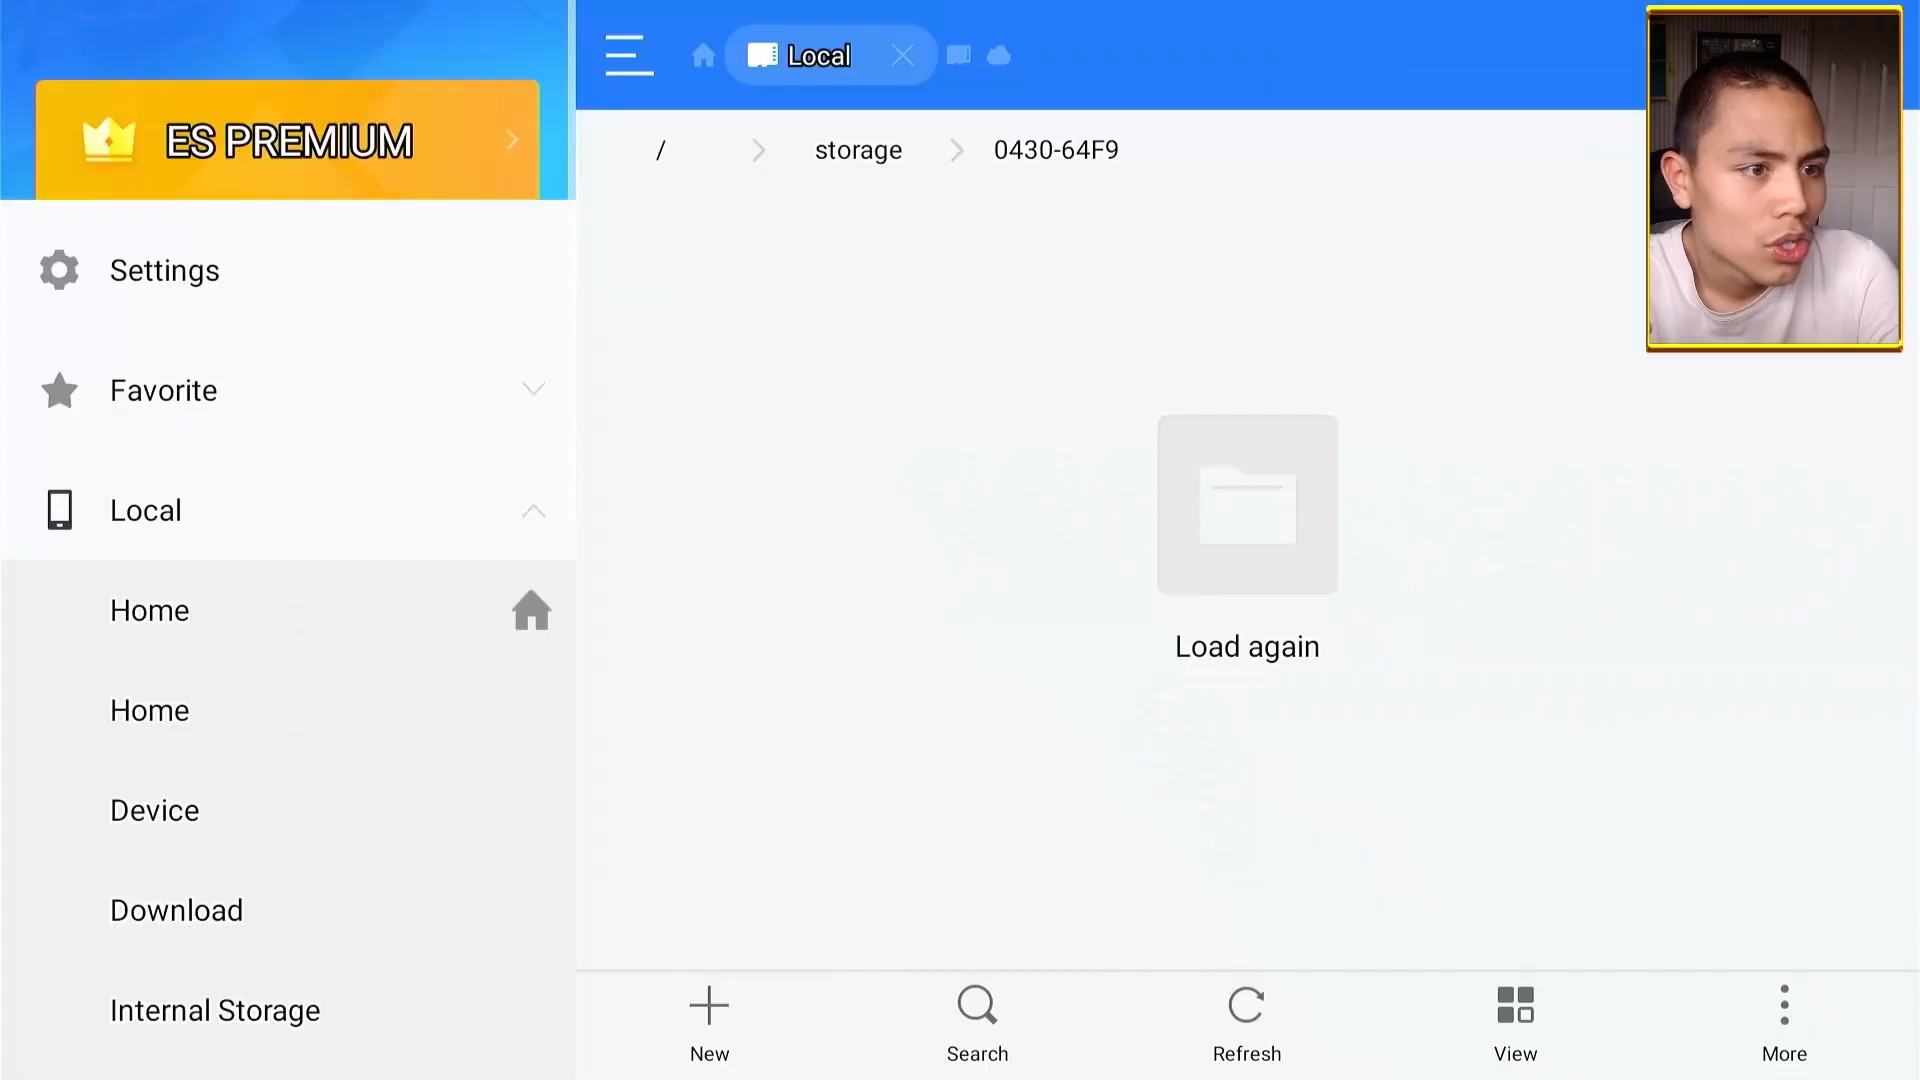 ES PREMIUM
Local
/ storage 0430-64F9
Settings
Favorite
Local
Home
Home
Device
Download
Internal Storage
Load again
New
Search
Refresh
View
More